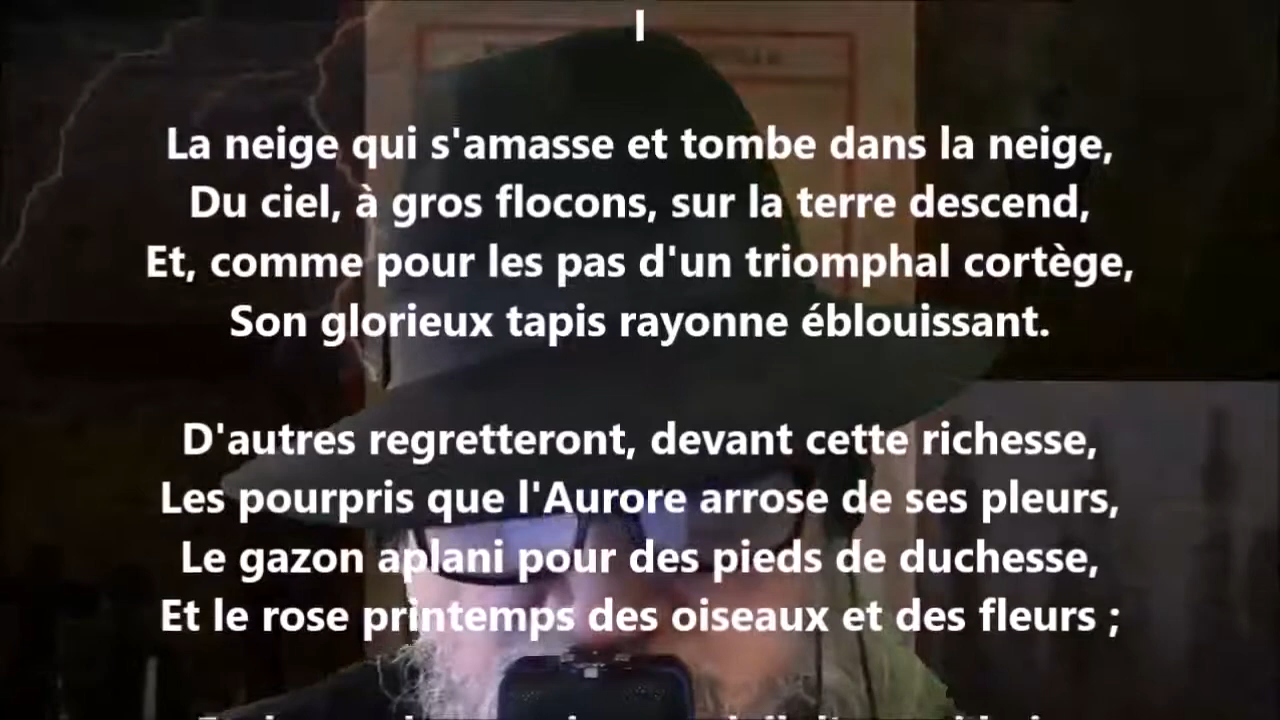 I
La neige qui s'amasse et tombe dans la neige,
Du ciel, à gros flocons, sur la terre descend,
Et, comme pour les pas d'un triomphal cortège,
Son glorieux tapis rayonne éblouissant.
D'autres regretteront, devant cette richesse,
Les pourpris que l'Aurore arrose de ses pleurs,
Le gazon aplani pour des pieds de duchesse,
Et le rose printemps des oiseaux et des fleurs ;